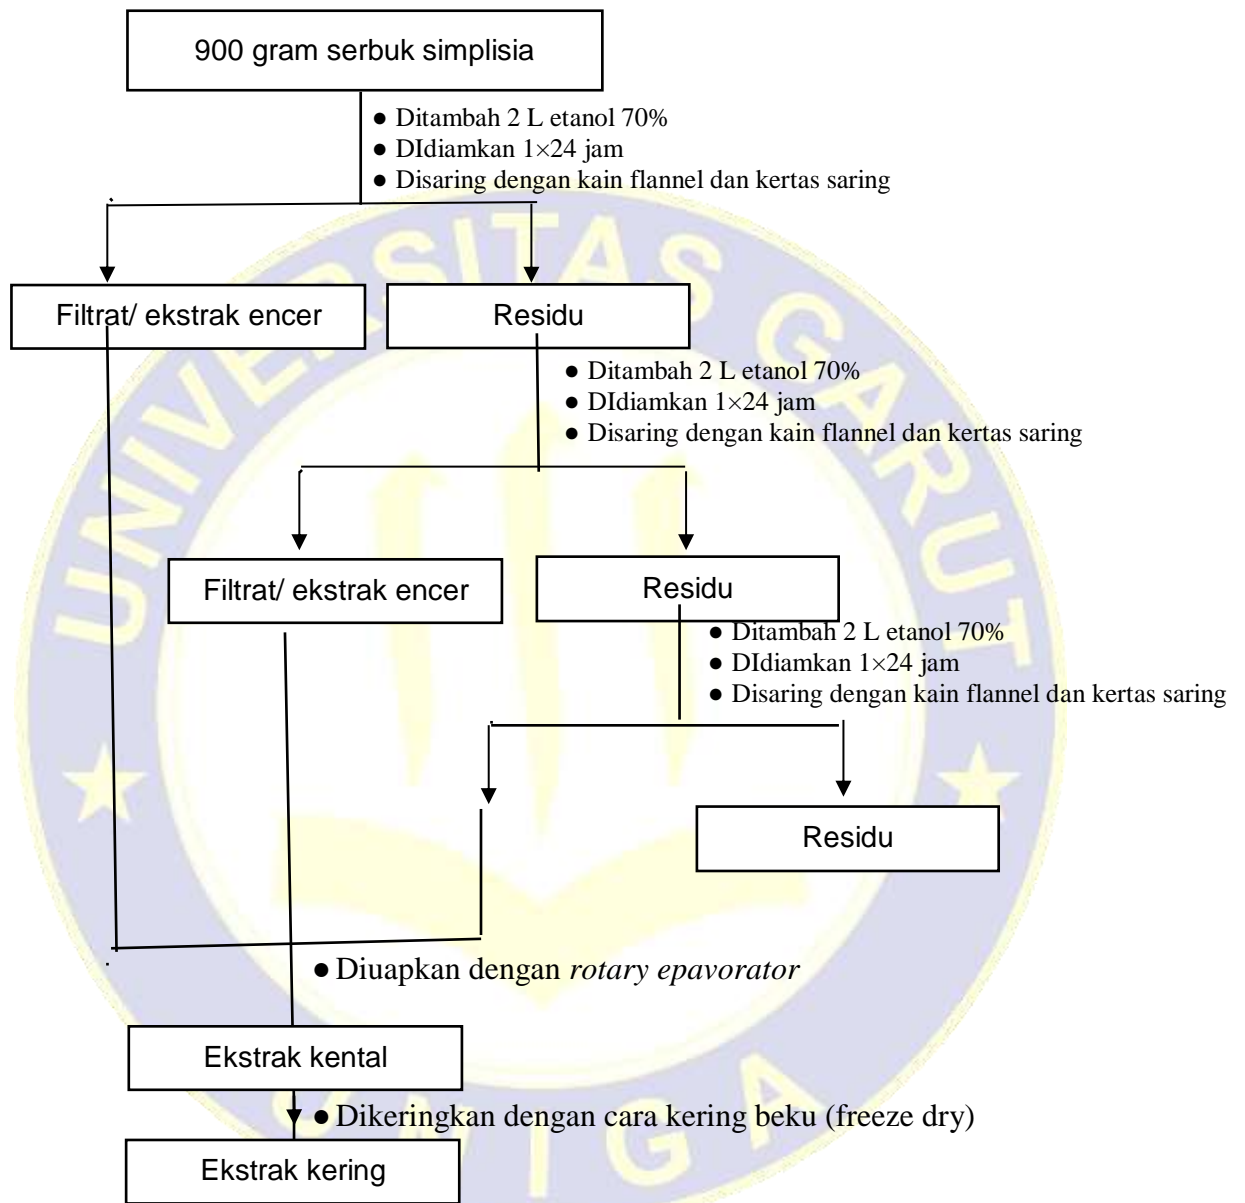 900 gram serbuk simplisia
● Ditambah 2 L etanol 70%
● DIdiamkan 1×24 jam
● Disaring dengan kain flannel dan kertas saring
Filtrat/ ekstrak encer
Residu
● Ditambah 2 L etanol 70%
● DIdiamkan 1×24 jam
● Disaring dengan kain flannel dan kertas saring
Filtrat/ ekstrak encer
Residu
● Ditambah 2 L etanol 70%
● DIdiamkan 1×24 jam
● Disaring dengan kain flannel dan kertas saring
Residu
● Diuapkan dengan rotary epavorator
Ekstrak kental
● Dikeringkan dengan cara kering beku (freeze dry)
Ekstrak kering
UNIVERSITAS GARUT
UNIGA